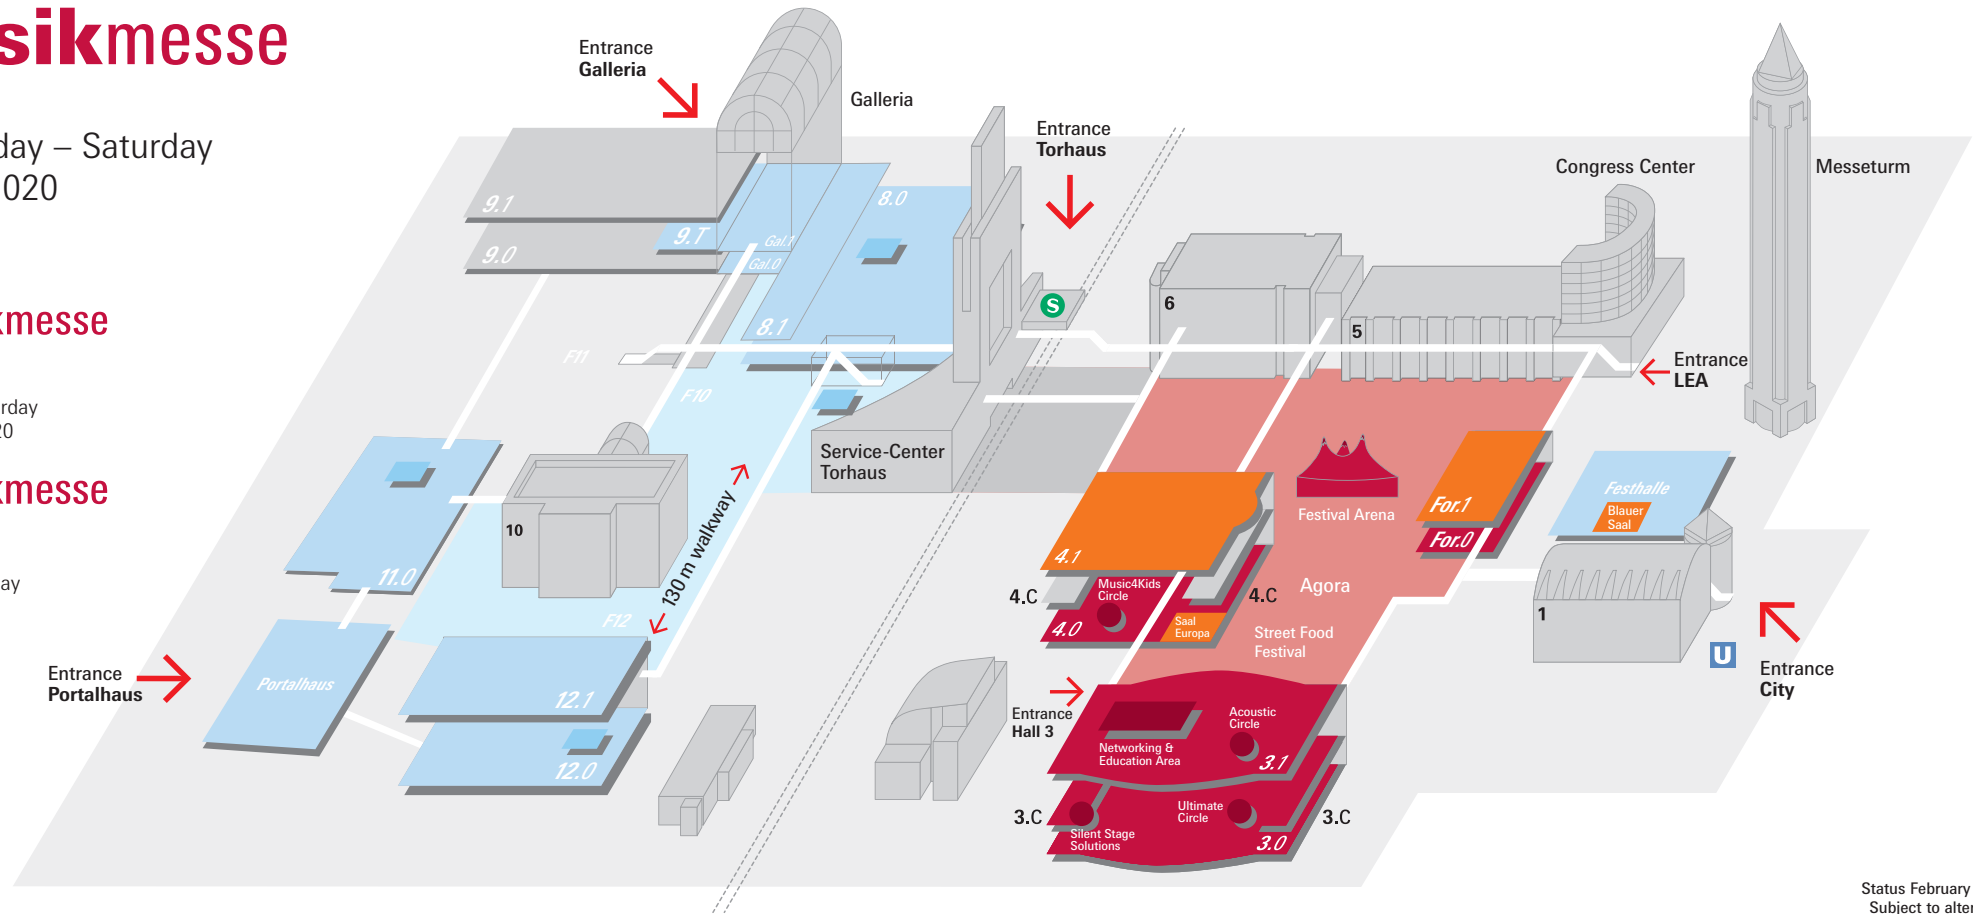 sikmesse
day – Saturday
2020
kmesse
rday
20
kmesse
ay
Entrance
Galleria
Galleria
Entrance
Torhaus
Congress Center
Messeturm
9.1
9.0
9.T
Gal.1
Gal.0
8.0
8.1
S
6
5
Entrance
LEA
F11
F10
Service-Center
Torhaus
130 m walkway
10
11.0
F12
Entrance
Portalhaus
Portalhaus
12.1
12.0
Festival Arena
For.1
For.0
Festhalle
Blauer
Saal
4.1
4.C
Music4Kids
Circle
4.0
Saal
Europa
4.C
Agora
Street Food
Festival
1
U
Entrance
City
Entrance
Hall 3
Networking &
Education Area
Acoustic
Circle
3.1
3.C
Silent Stage
Solutions
Ultimate
Circle
3.0
3.C
Status February
Subject to alter